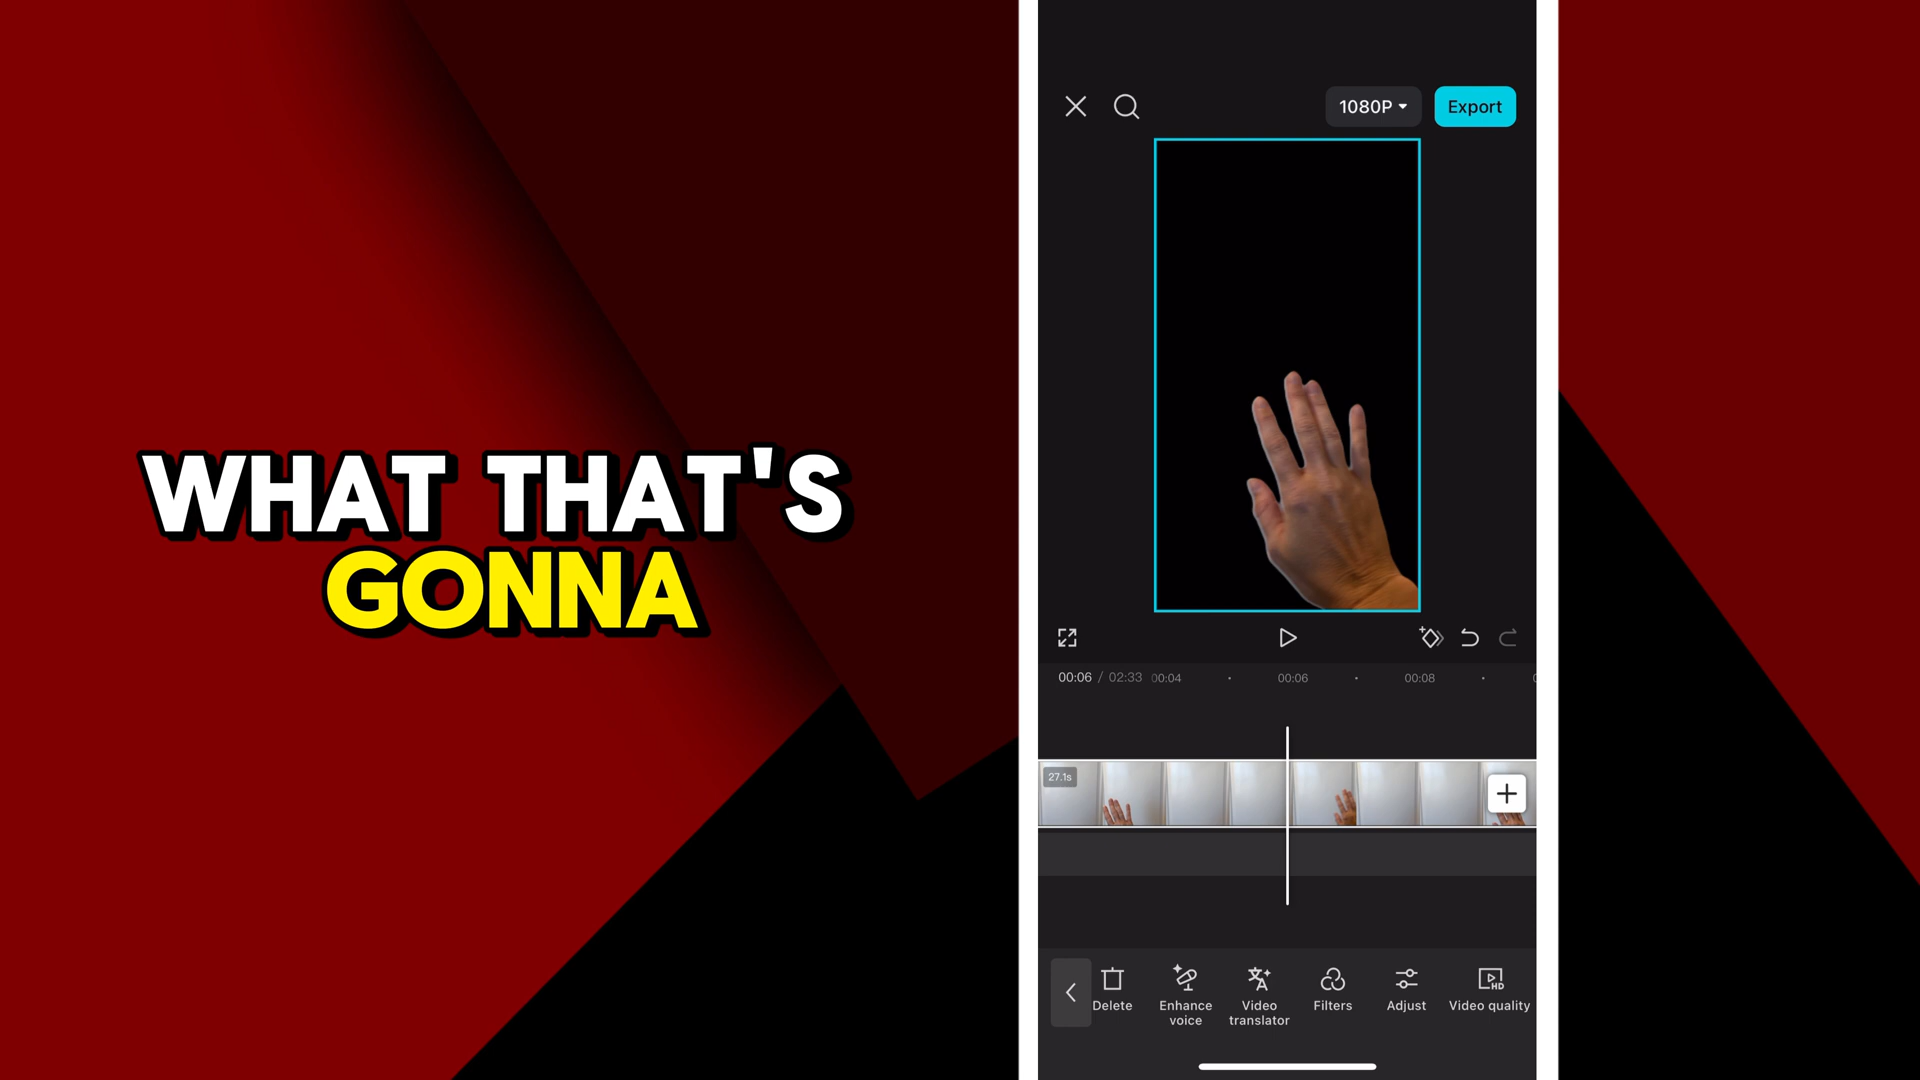 WHAT THAT'S
GONNA
1080P
Export
00:06 / 02:33
00:04
00:06
00:08
27.1s
Delete
Enhance
voice
Video
translator
Filters
Adjust
Video quality
HD